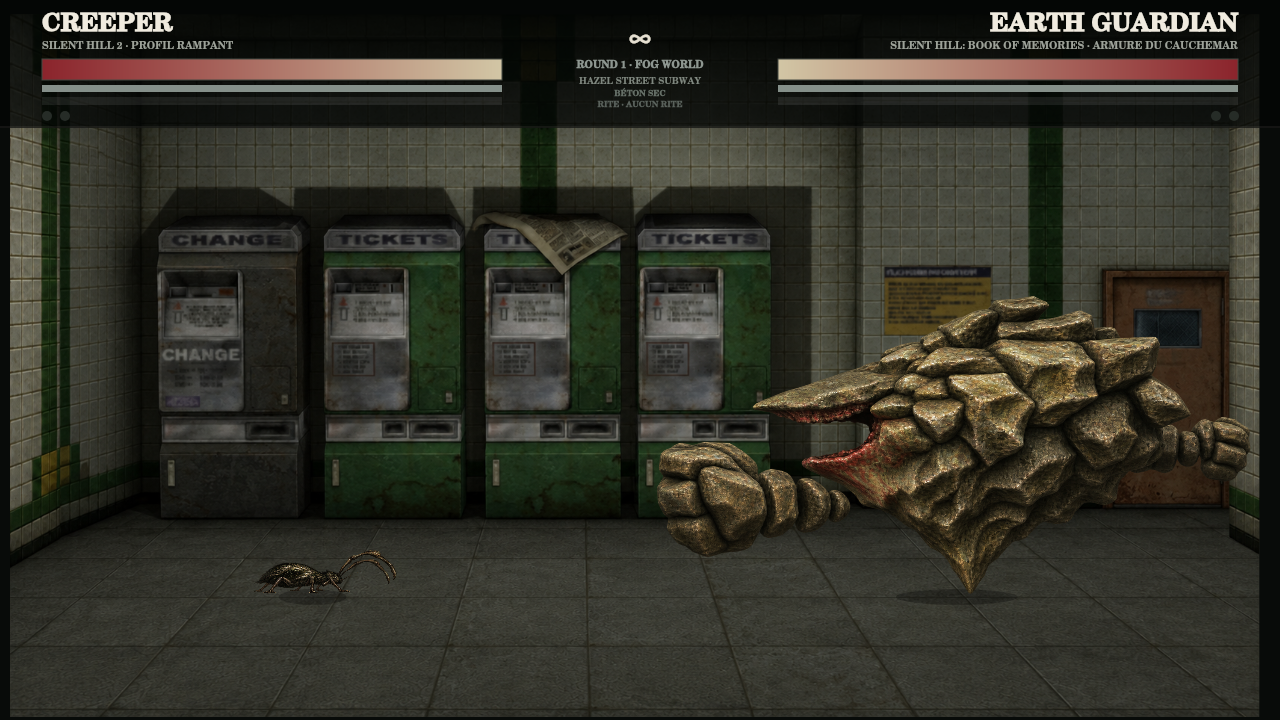 CREEPER
SILENT HILL 2 · PROFIL RAMPANT
∞
ROUND 1 · FOG WORLD
HAZEL STREET SUBWAY
BÉTON SEC
RITE · AUCUN RITE
EARTH GUARDIAN
SILENT HILL: BOOK OF MEMORIES · ARMURE DU CAUCHEMAR
CHANGE
TICKETS
TIC
TICKETS
CHANGE